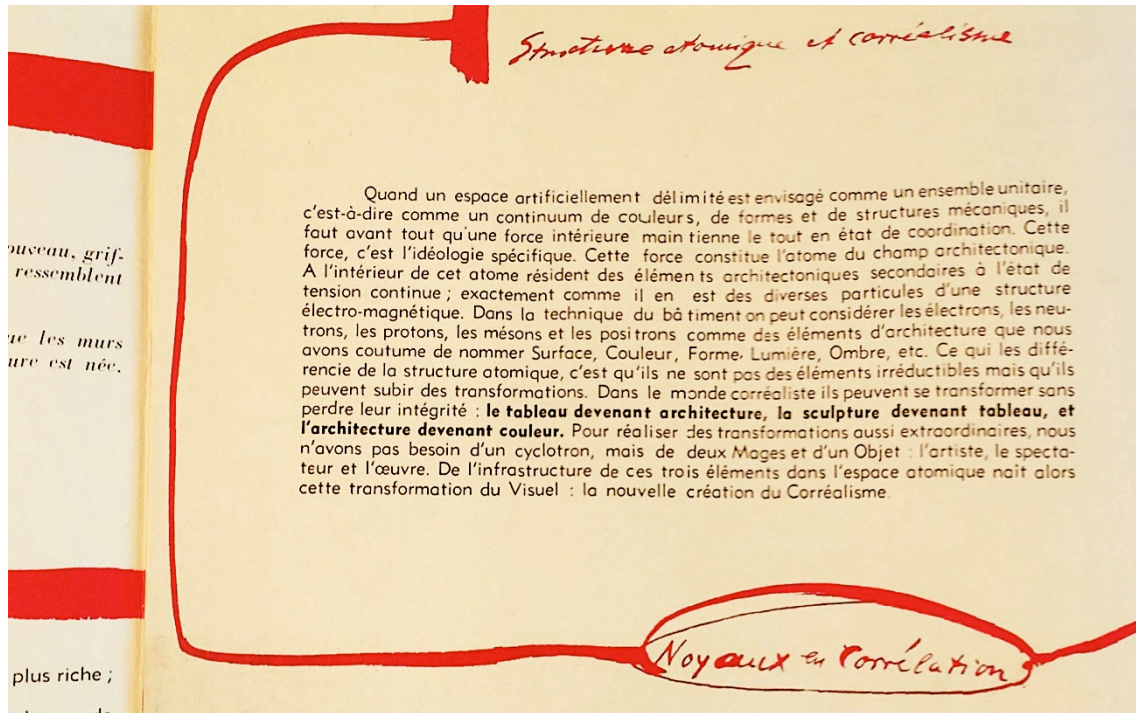 Structure atomique et corréalisme
Quand un espace artificiellement délimité est envisagé comme un ensemble unitaire,
c'est-à-dire comme un continuum de couleurs, de formes et de structures mécaniques, il
faut avant tout qu'une force intérieure main tienne le tout en état de coordination. Cette
force, c'est l'idéologie spécifique. Cette force constitue l'atome du champ architectonique.
A l'intérieur de cet atome résident des élémen ts architectoniques secondaires à l'état de
tension continue ; exactement comme il en est des diverses particules d'une structure
électro-magnétique. Dans la technique du bâ timent on peut considérer les électrons, les neu-
trons, les protons, les mésons et les positrons comme des éléments d'architecture que nous
avons coutume de nommer Surface, Couleur, Forme, Lumière, Ombre, etc. Ce qui les diffé-
rencie de la structure atomique, c'est qu'ils ne sont pas des éléments irréductibles mais qu'ils
peuvent subir des transformations. Dans le monde corréaliste ils peuvent se transformer sans
perdre leur intégrité : le tableau devenant architecture, la sculpture devenant tableau, et
l'architecture devenant couleur. Pour réaliser des transformations aussi extraordinaires, nous
n'avons pas besoin d'un cyclotron, mais de deux Mages et d'un Objet : l'artiste, le specta-
teur et l'œuvre. De l'infrastructure de ces trois éléments dans l'espace atomique naît alors
cette transformation du Visuel : la nouvelle création du Corréalisme.
Noyaux en Corrélation
ouveau, grif-
ressemblent
ue les murs
ure est née.
plus riche ;